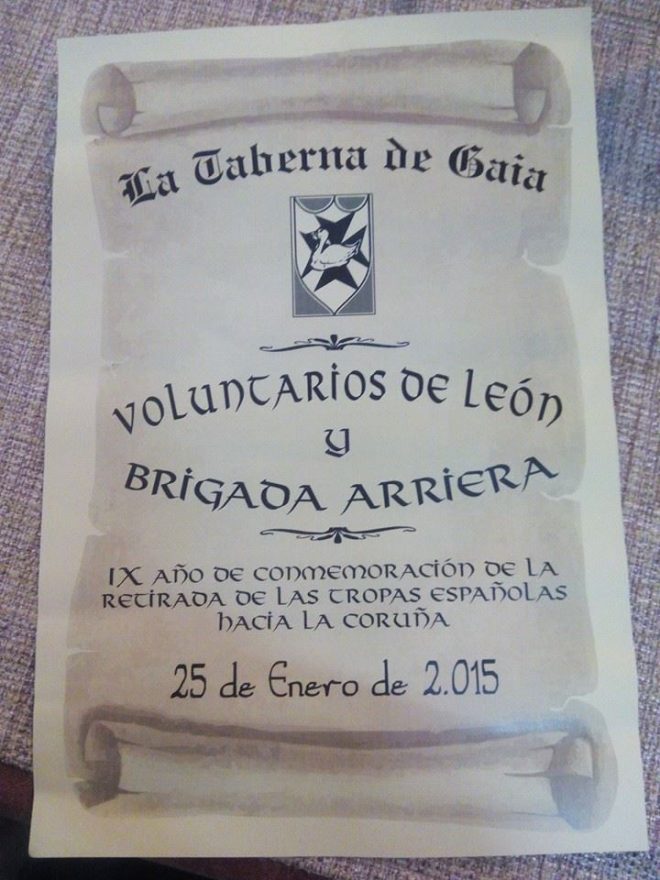 La Taberna de Gaia
VOLUNTARIOS DE LEÓN
y
BRIGADA ARRIERA
IX AÑO DE CONMEMORACIÓN DE LA
RETIRADA DE LAS TROPAS ESPAÑOLAS
HACIA LA CORUÑA
25 de Enero de 2.015